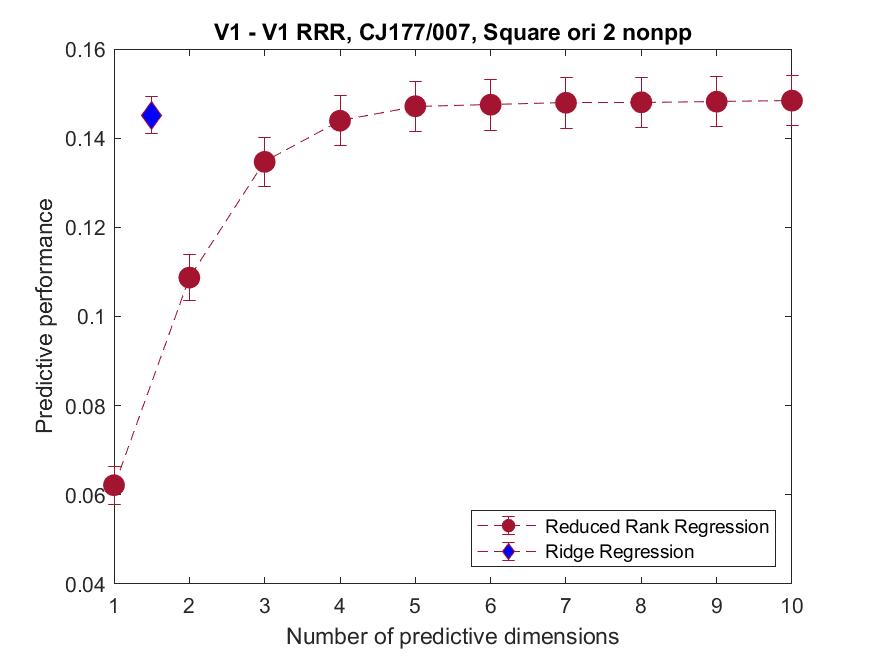 V1 - V1 RRR, CJ177/007, Square ori 2 nonpp
0.16
0.14
0.12
0.1
0.08
0.06
0.04
Predictive performance
1 2 3 4 5 6 7 8 9 10
Number of predictive dimensions
Reduced Rank Regression
Ridge Regression